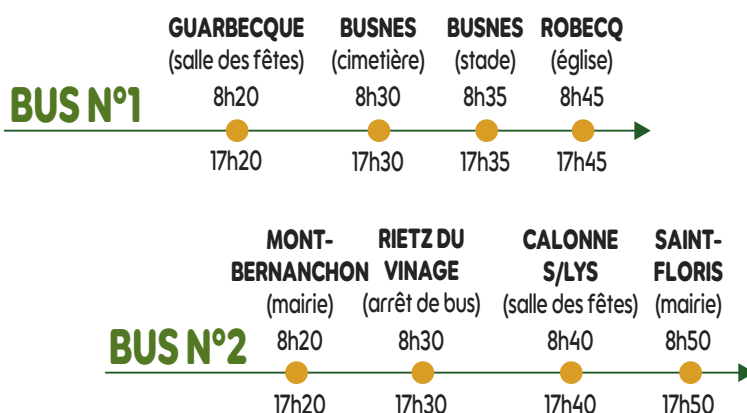 GUARBECQUE BUSNES BUSNES ROBECQ
(salle des fêtes) (cimetière) (stade) (église)
8h20 8h30 8h35 8h45
BUS N°1
17h20 17h30 17h35 17h45
MONT- RIETZ DU CALONNE SAINT-
BERNANCHON VINAGE S/LYS FLORIS
(mairie) (arrêt de bus) (salle des fêtes) (mairie)
8h20 8h30 8h40 8h50
BUS N°2
17h20 17h30 17h40 17h50